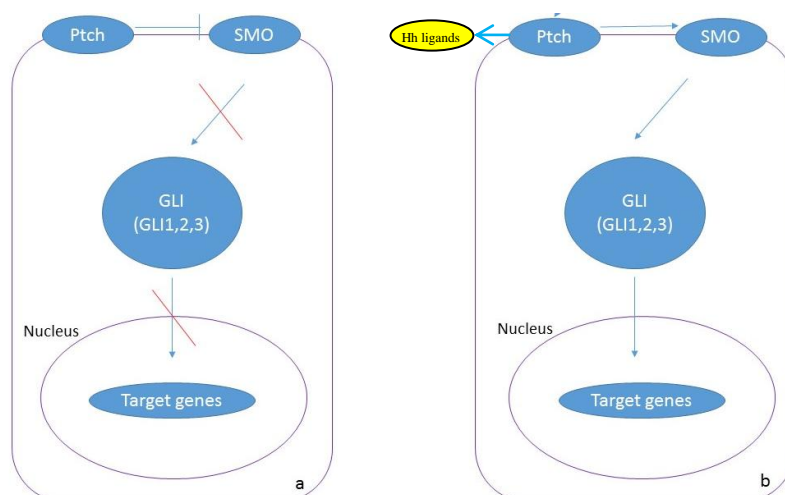 Ptch
SMO
GLI
(GLI1,2,3)
Nucleus
Target genes
a
Hh ligands
Ptch
SMO
GLI
(GLI1,2,3)
Nucleus
Target genes
b